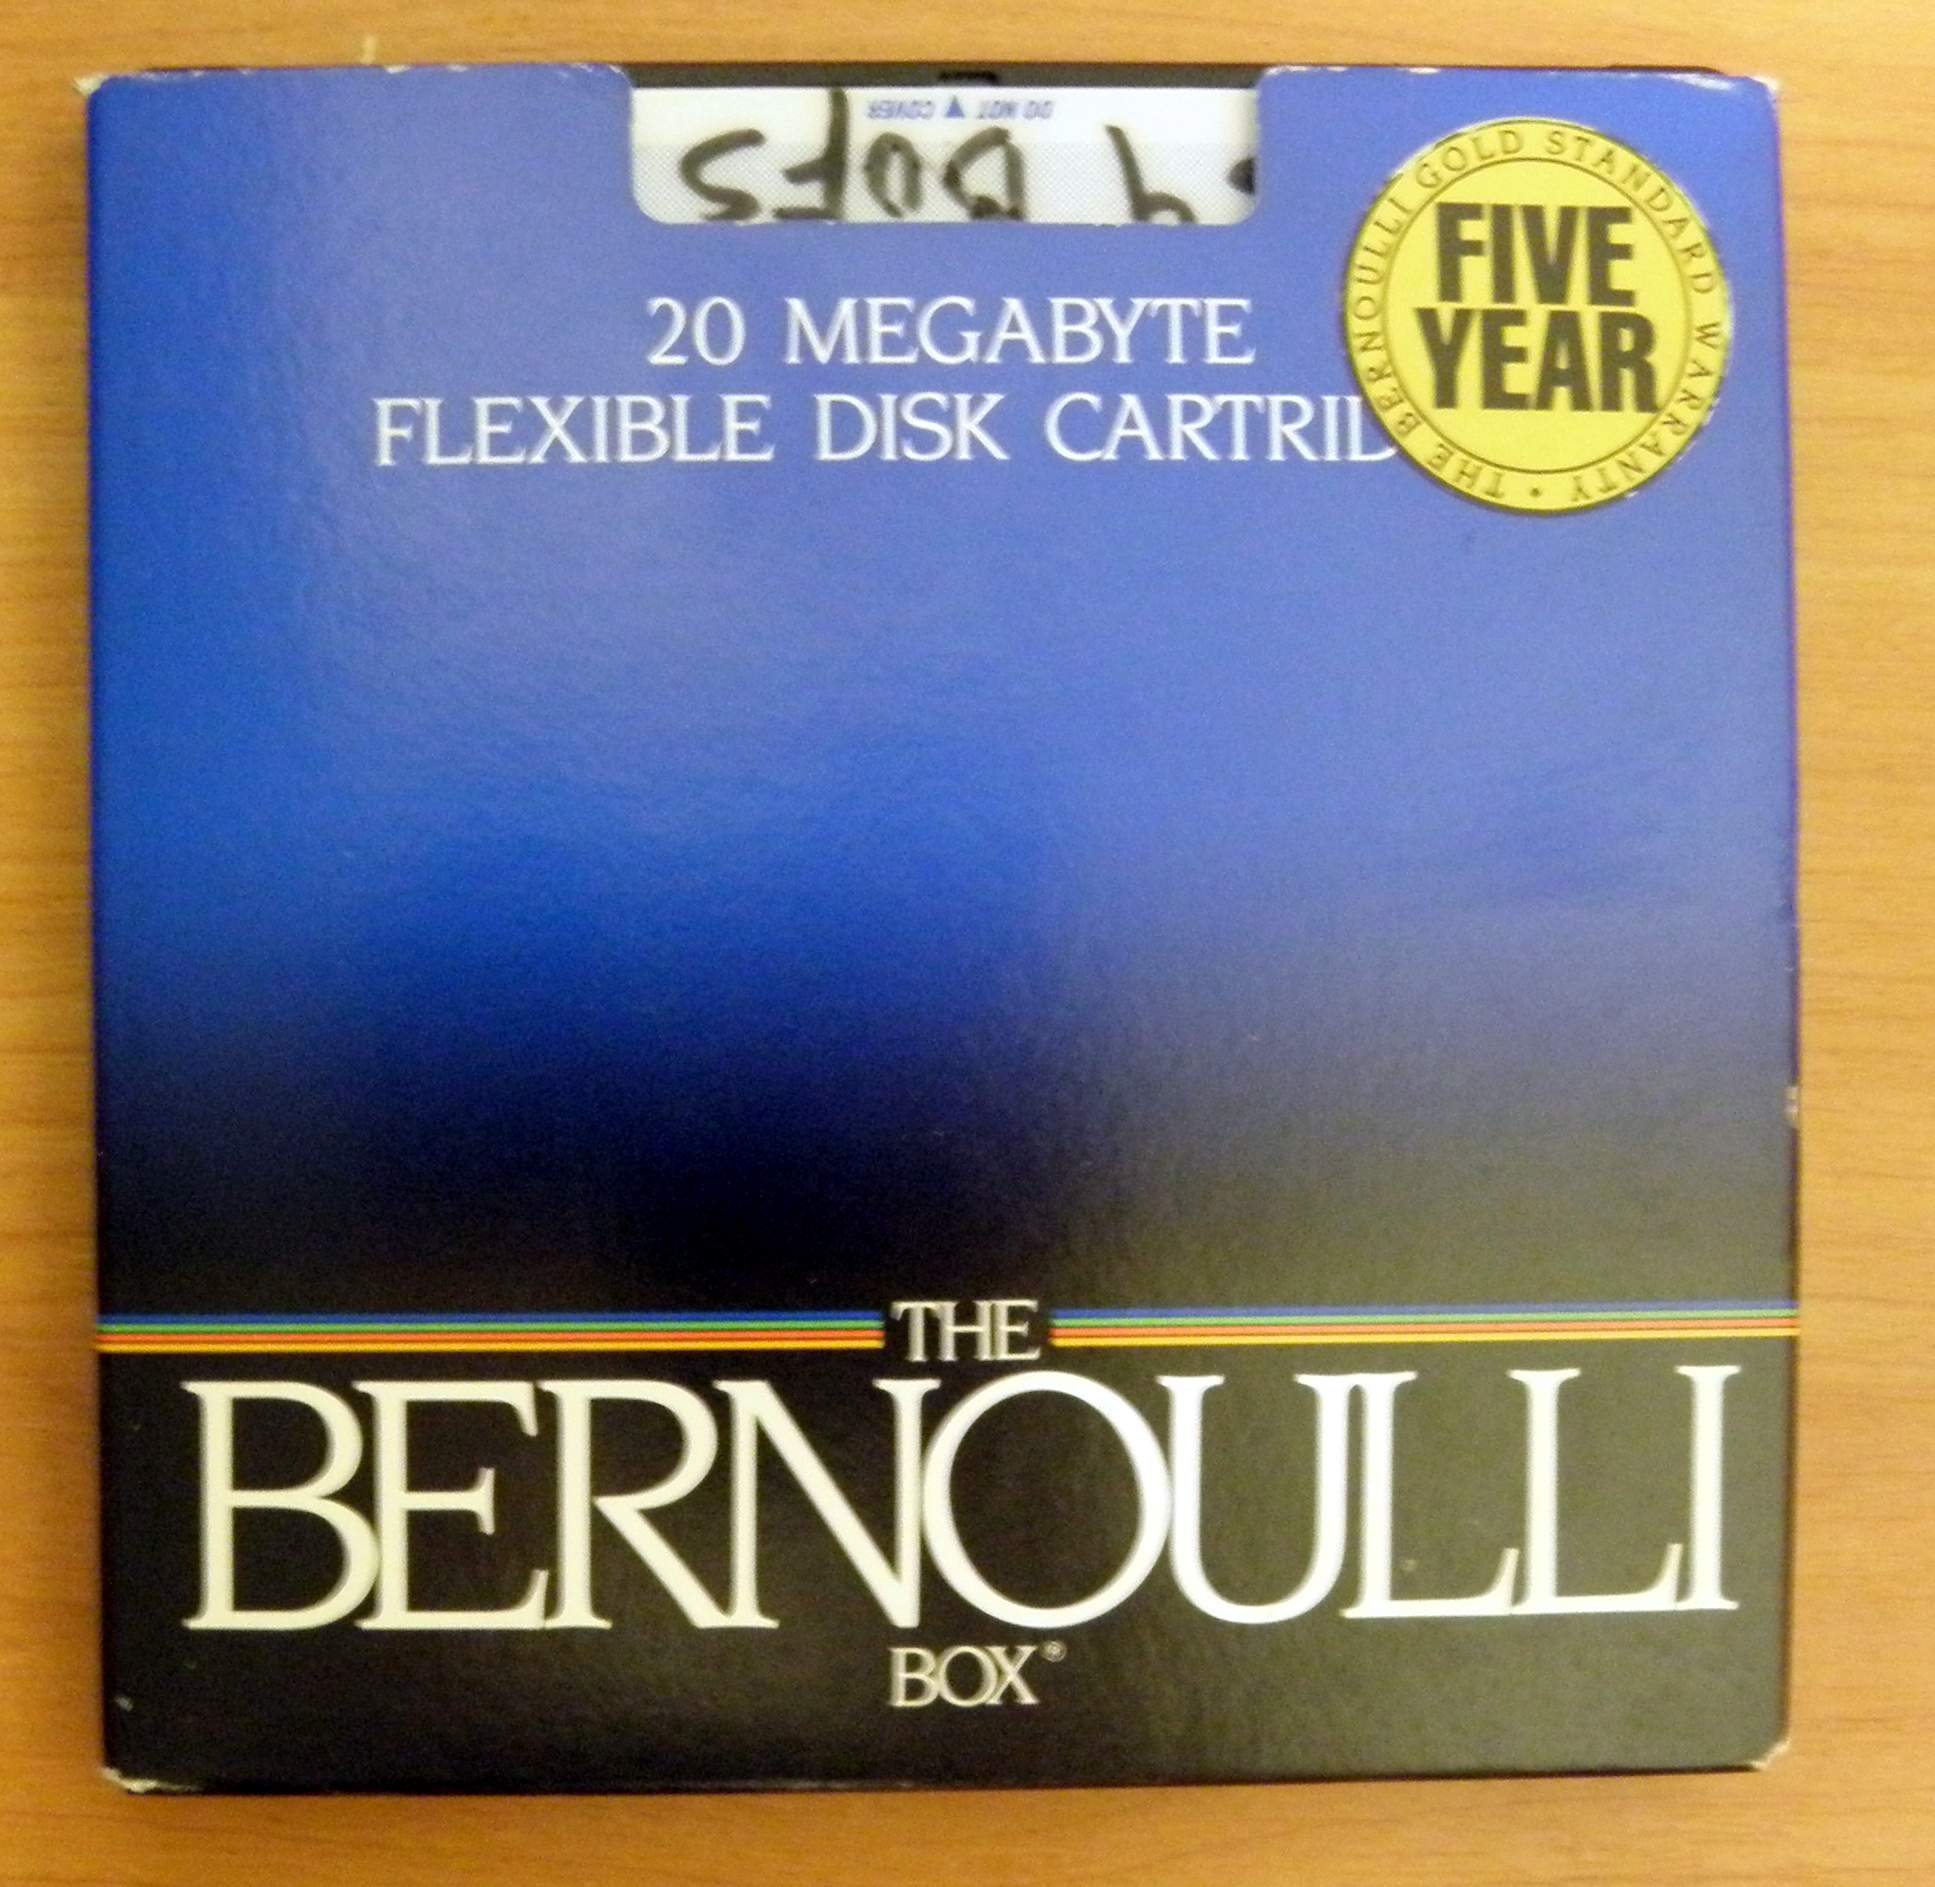 DO NOT COVER
20 MEGABYTE
FLEXIBLE DISK CARTRID
THE BERNOULLI GOLD STANDARD WARRANTY •
FIVE
YEAR
THE
BERNOULLI
BOX®